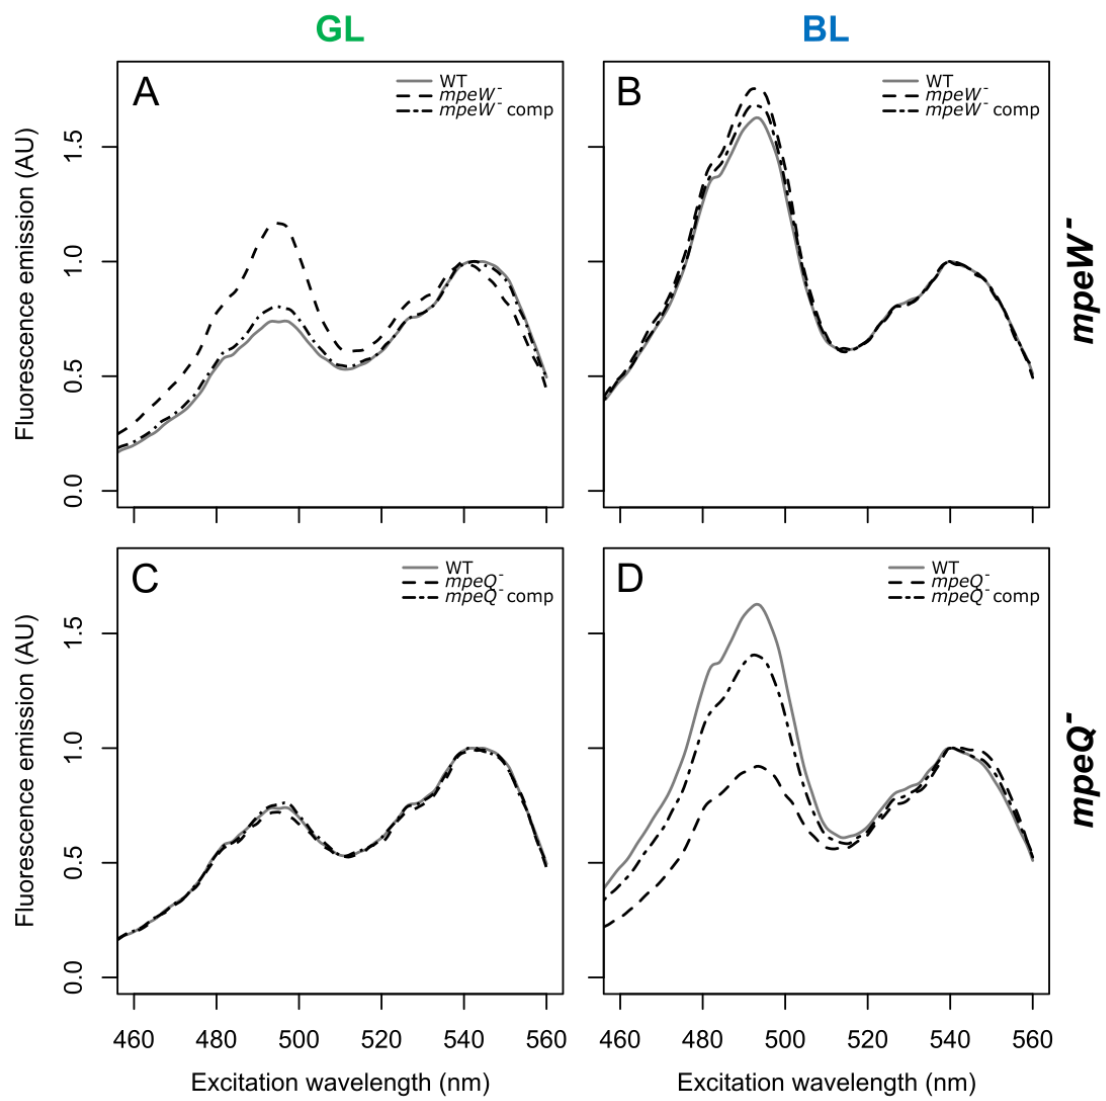 GL
BL
A
WT
mpeW-
mpeW- comp
B
WT
mpeW-
mpeW- comp
Fluorescence emission (AU)
0.0
0.5
1.0
1.5
mpeW-
C
WT
mpeQ-
mpeQ- comp
D
WT
mpeQ-
mpeQ- comp
Fluorescence emission (AU)
0.0
0.5
1.0
1.5
mpeQ-
460 480 500 520 540 560
460 480 500 520 540 560
Excitation wavelength (nm)
Excitation wavelength (nm)